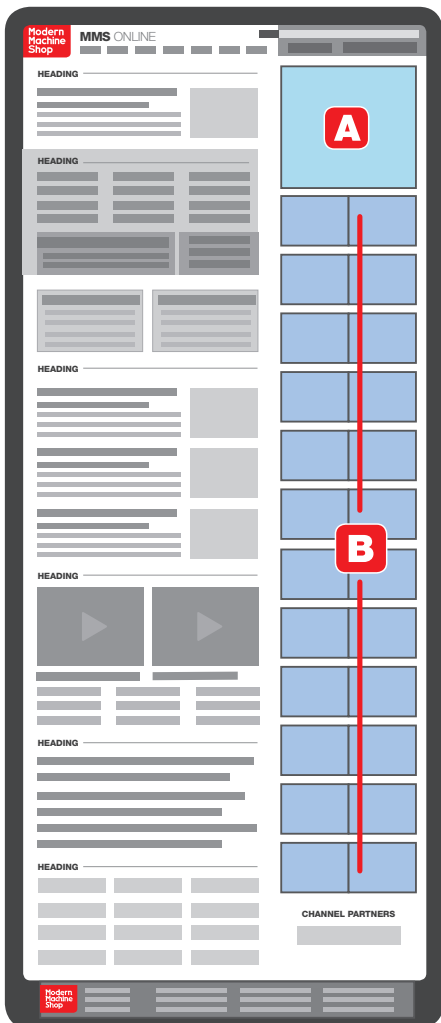 Modern
Machine
Shop
MMS ONLINE
HEADING
A
HEADING
HEADING
B
HEADING
HEADING
HEADING
CHANNEL PARTNERS
Modern
Machine
Shop